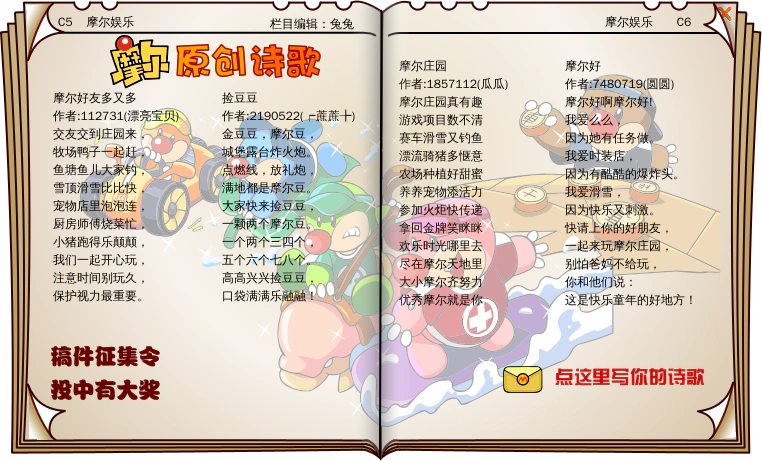 C5 摩尔娱乐
栏目编辑：兔兔
摩尔原创诗歌
摩尔好友多又多
作者:112731(漂亮宝贝)
交友交到庄园来，
牧场鸭子一起赶，
鱼塘鱼儿大家钓，
雪顶滑雪比比快，
宠物店里泡泡连，
厨房师傅烧菜忙，
小猪跑得乐颠颠，
我们一起开心玩，
注意时间别玩久，
保护视力最重要。
捡豆豆
作者:2190522(┏蔬蔬╋)
金豆豆，摩尔豆，
城堡露台炸火炮。
点燃线，放礼炮，
满地都是摩尔豆。
大家快来捡豆豆，
一颗两个摩尔豆。
一个两个三四个，
五个六个七八个。
高高兴兴捡豆豆，
口袋满满乐融融！
稿件征集令
投中有大奖
摩尔娱乐 C6
摩尔庄园
作者:1857112(瓜瓜)
摩尔庄园真有趣
游戏项目数不清
赛车滑雪又钓鱼
漂流骑猪多惬意
农场种植好甜蜜
养养宠物添活力
参加火炬快传递
拿回金牌笑眯眯
欢乐时光哪里去
尽在摩尔天地里
大小摩尔齐努力
优秀摩尔就是你
摩尔好
作者:7480719(圆圆)
摩尔好啊摩尔好!
我爱么么，
因为她有任务做。
我爱时装店，
因为有酷酷的爆炸头。
我爱滑雪，
因为快乐又刺激。
快请上你的好朋友，
一起来玩摩尔庄园，
别怕爸妈不给玩，
你和他们说：
这是快乐童年的好地方！
点这里写你的诗歌